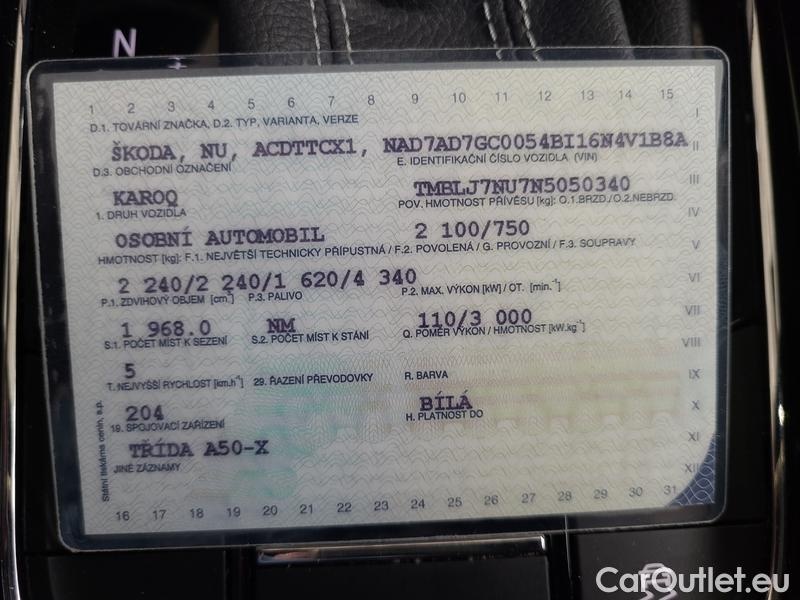 N
1 2 3 4 5 6 7 8 9 10 11 12 13 14 15
D.1. TOVÁRNÍ ZNAČKA, D.2. TYP, VARIANTA, VERZE
I
ŠKODA, NU, ACDTTCX1, NAD7AD7GC0054BI16N4V1B8A
II
D.3. OBCHODNÍ OZNAČENÍ E. IDENTIFIKAČNÍ ČÍSLO VOZIDLA (VIN)
KAROQ TMBLJ7NU7N5050340
III
1. DRUH VOZIDLA POV. HMOTNOST PŘÍVĚSU [kg]: O.1.BRZD./O.2.NEBRZD.
IV
OSOBNÍ AUTOMOBIL 2 100/750
HMOTNOST [kg]: F.1. NEJVĚTŠÍ TECHNICKY PŘÍPUSTNÁ / F.2. POVOLENÁ / G. PROVOZNÍ / F.3. SOUPRAVY
V
2 240/2 240/1 620/4 340
VI
P.1. ZDVIHOVÝ OBJEM [cm³] P.3. PALIVO P.2. MAX. VÝKON [kW] / OT. [min.⁻¹]
1 968.0 NM 110/3 000
VII
S.1. POČET MÍST K SEZENÍ S.2. POČET MÍST K STÁNÍ Q. POMĚR VÝKON / HMOTNOST [kW.kg⁻¹]
VIII
5
T. NEJVYŠŠÍ RYCHLOST [km.h⁻¹] 29. ŘAZENÍ PŘEVODOVKY R. BARVA
IX
204 BÍLÁ
X
19. SPOJOVACÍ ZAŘÍZENÍ H. PLATNOST DO
TŘÍDA A50-X
XI
JINÉ ZÁZNAMY
XII
Státní tiskárna cenin, s.p.
16 17 18 19 20 21 22 23 24 25 26 27 28 29 30 31
CarOutlet.eu